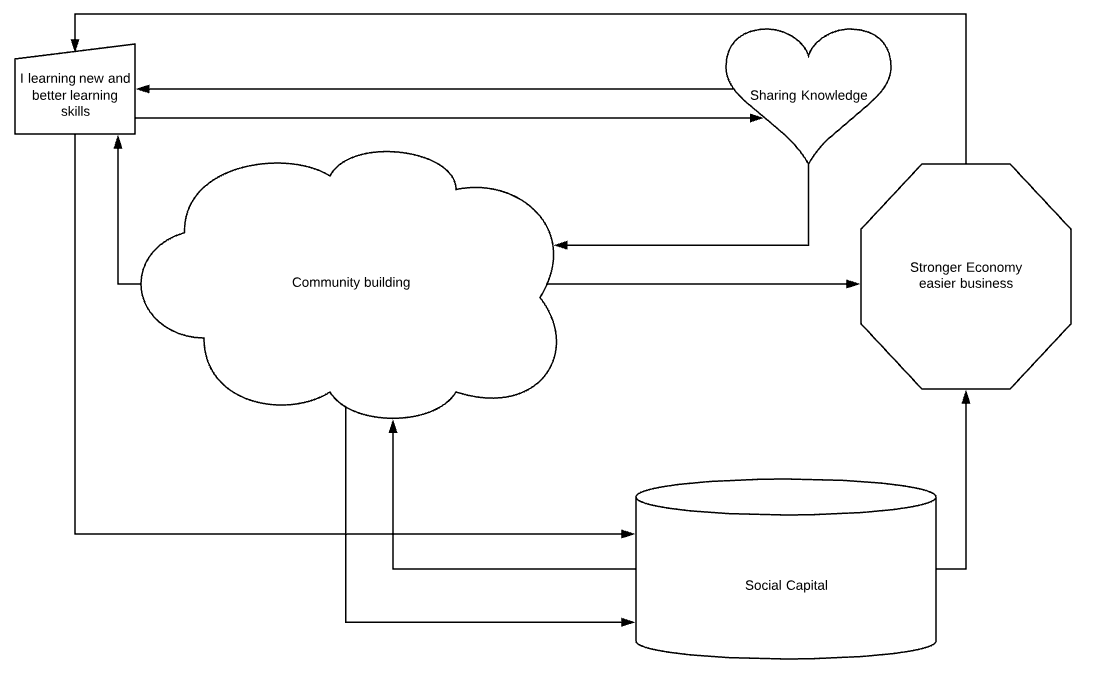 I learning new and
better learning
skills
Sharing Knowledge
Community building
Stronger Economy
easier business
Social Capital